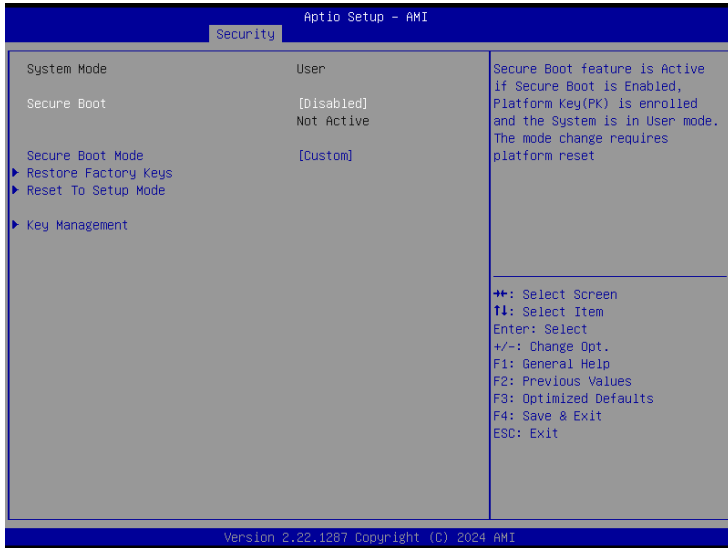 Aptio Setup - AMI
Security
System Mode User
Secure Boot [Disabled]
Not Active
Secure Boot Mode [Custom]
Restore Factory Keys
Reset To Setup Mode
Key Management
Secure Boot feature is Active
if Secure Boot is Enabled,
Platform Key(PK) is enrolled
and the System is in User mode.
The mode change requires
platform reset
→←: Select Screen
↑↓: Select Item
Enter: Select
+/-: Change Opt.
F1: General Help
F2: Previous Values
F3: Optimized Defaults
F4: Save & Exit
ESC: Exit
Version 2.22.1287 Copyright (C) 2024 AMI